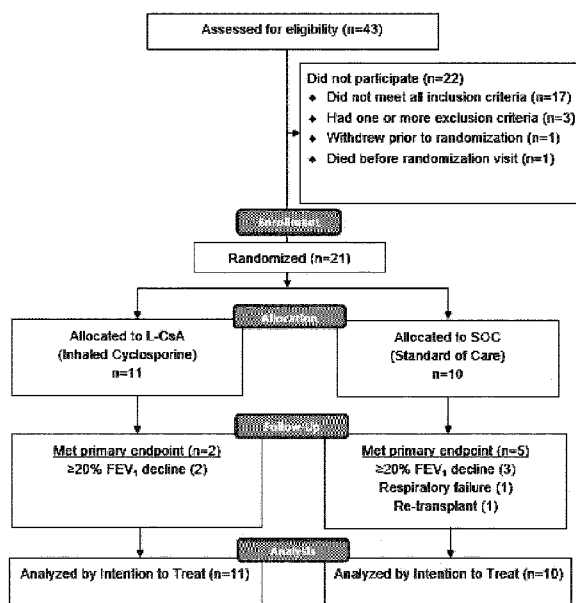 Assessed for eligibility (n=43)
Did not participate (n=22)
◆ Did not meet all inclusion criteria (n=17)
◆ Had one or more exclusion criteria (n=3)
◆ Withdrew prior to randomization (n=1)
◆ Died before randomization visit (n=1)
Enrollment
Randomized (n=21)
Allocation
Allocated to L-CsA
(Inhaled Cyclosporine)
n=11
Allocated to SOC
(Standard of Care)
n=10
Follow-Up
Met primary endpoint (n=2)
≥20% FEV₁ decline (2)
Met primary endpoint (n=5)
≥20% FEV₁ decline (3)
Respiratory failure (1)
Re-transplant (1)
Analysis
Analyzed by Intention to Treat (n=11)
Analyzed by Intention to Treat (n=10)